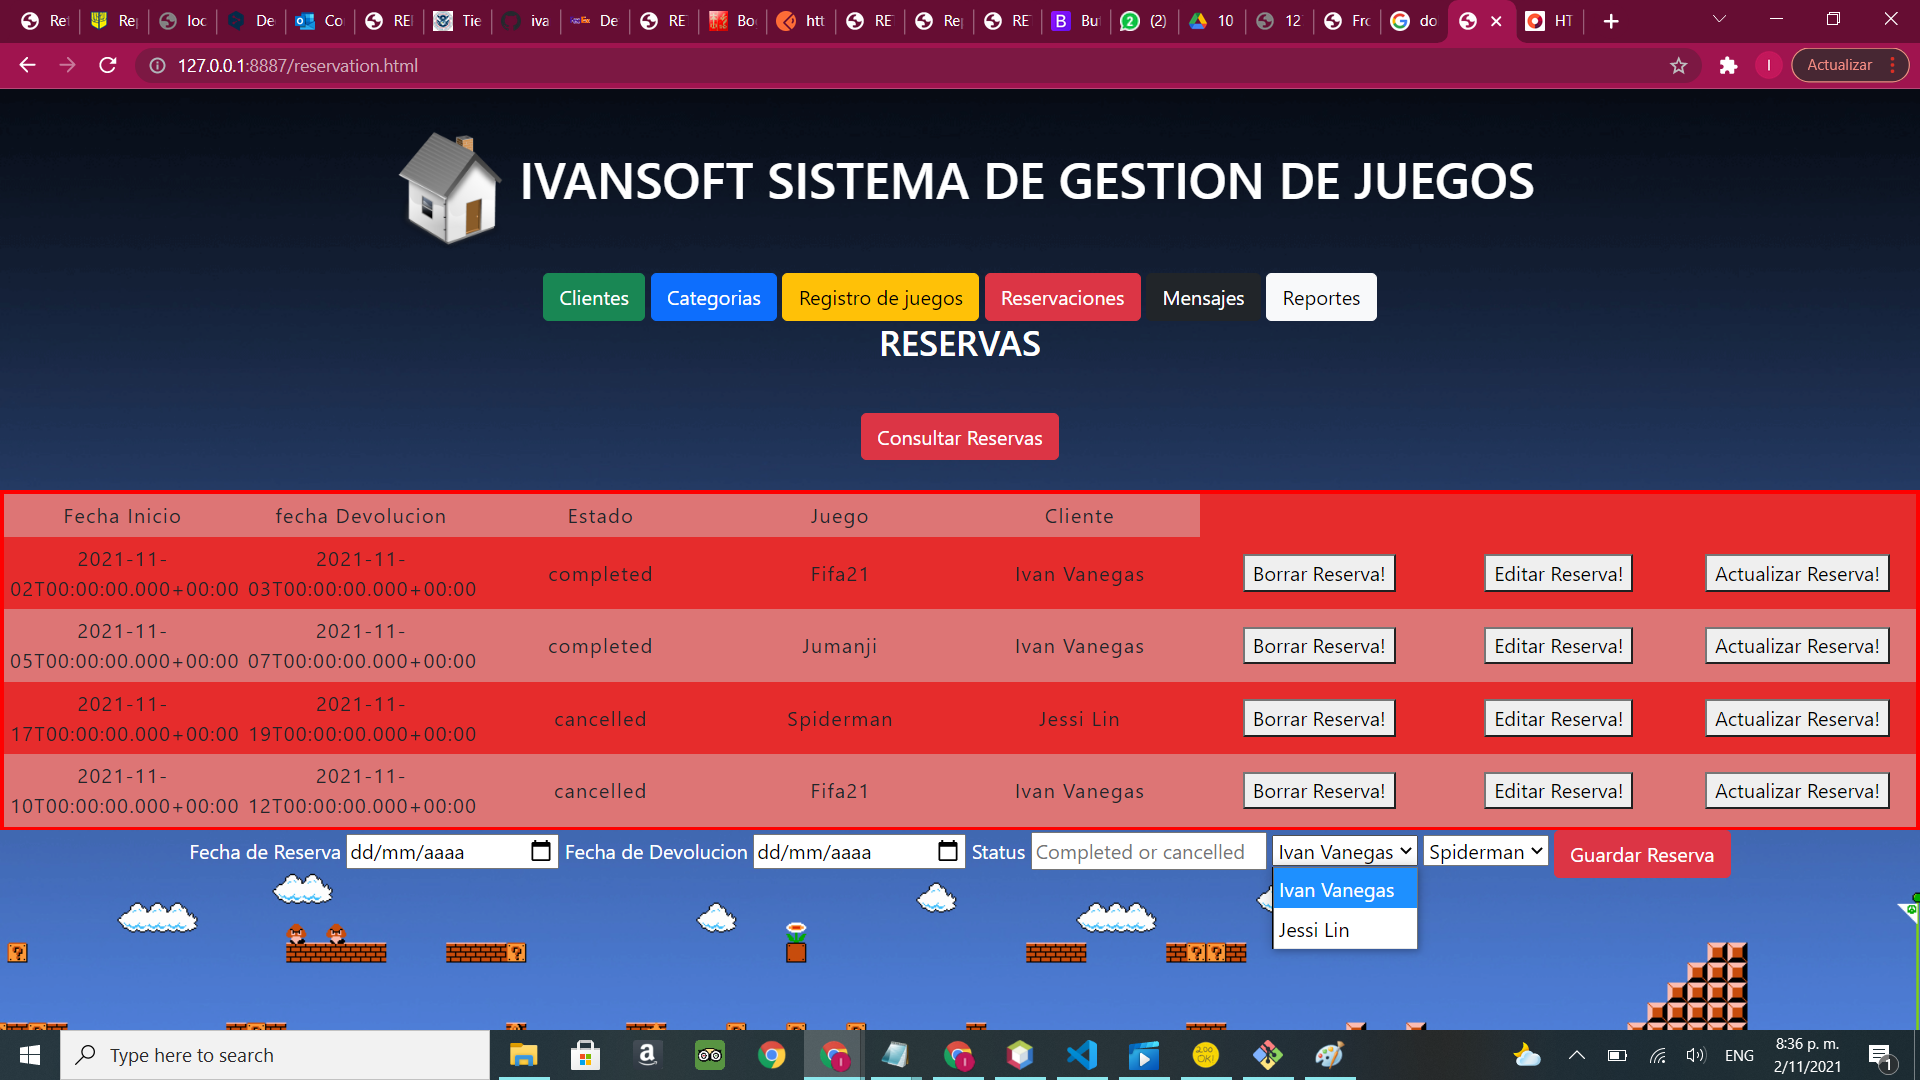 Ret
Rep
loc
De
Co
REI
Tie
iva
De
RE
Boo
htt
RE
Rep
RE
Bu
(2)
10
12
Fro
do
HT
127.0.0.1:8887/reservation.html
I
Actualizar
IVANSOFT SISTEMA DE GESTION DE JUEGOS
Clientes Categorias Registro de juegos Reservaciones Mensajes Reportes
RESERVAS
Consultar Reservas
Fecha Inicio fecha Devolucion Estado Juego Cliente
2021-11-02T00:00:00.000+00:00 2021-11-03T00:00:00.000+00:00 completed Fifa21 Ivan Vanegas Borrar Reserva! Editar Reserva! Actualizar Reserva!
2021-11-05T00:00:00.000+00:00 2021-11-07T00:00:00.000+00:00 completed Jumanji Ivan Vanegas Borrar Reserva! Editar Reserva! Actualizar Reserva!
2021-11-17T00:00:00.000+00:00 2021-11-19T00:00:00.000+00:00 cancelled Spiderman Jessi Lin Borrar Reserva! Editar Reserva! Actualizar Reserva!
2021-11-10T00:00:00.000+00:00 2021-11-12T00:00:00.000+00:00 cancelled Fifa21 Ivan Vanegas Borrar Reserva! Editar Reserva! Actualizar Reserva!
Fecha de Reserva dd/mm/aaaa Fecha de Devolucion dd/mm/aaaa Status Completed or cancelled Ivan Vanegas Spiderman Guardar Reserva
Ivan Vanegas
Jessi Lin
Type here to search
ENG
8:36 p. m.
2/11/2021
1